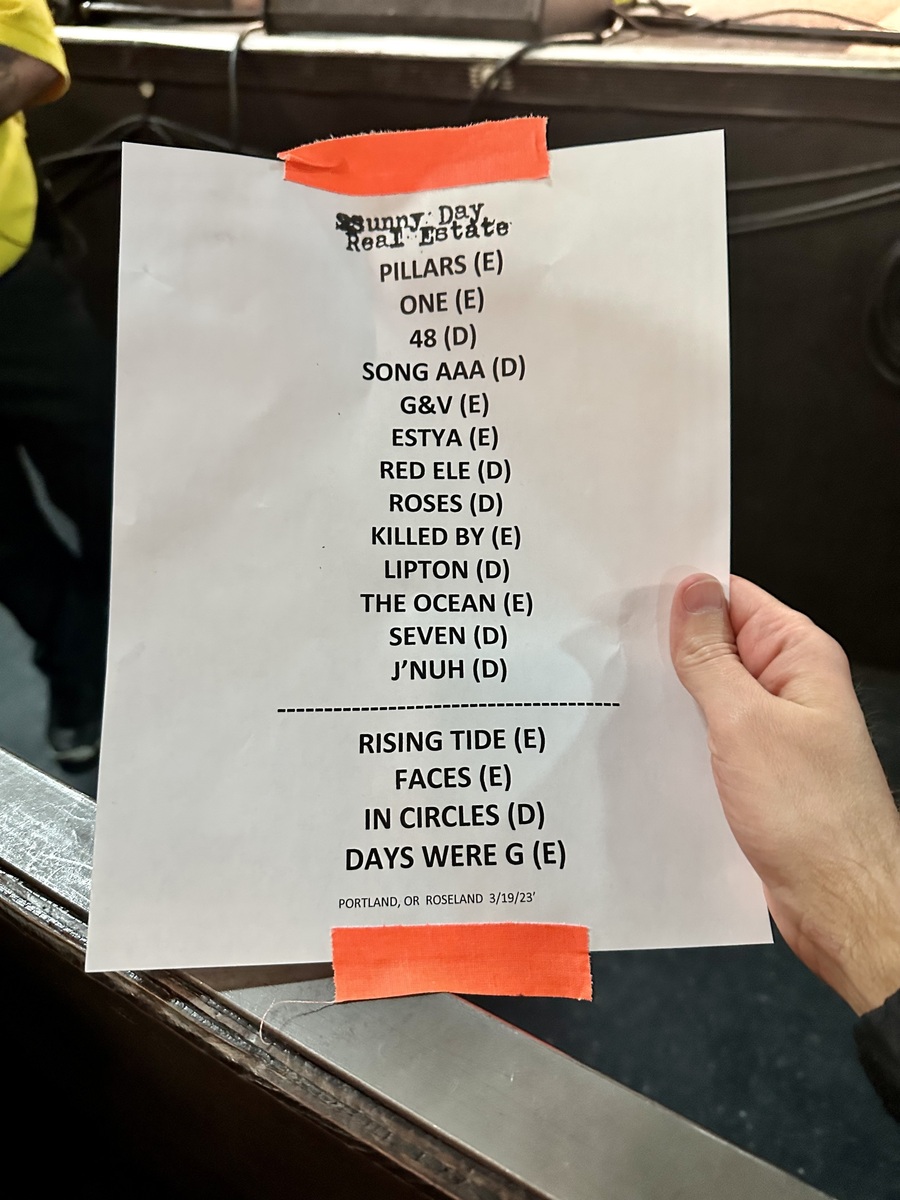 Sunny Day
Real Estate
PILLARS (E)
ONE (E)
48 (D)
SONG AAA (D)
G&V (E)
ESTYA (E)
RED ELE (D)
ROSES (D)
KILLED BY (E)
LIPTON (D)
THE OCEAN (E)
SEVEN (D)
J’NUH (D)
------------------------------------
RISING TIDE (E)
FACES (E)
IN CIRCLES (D)
DAYS WERE G (E)
PORTLAND, OR ROSELAND 3/19/23’